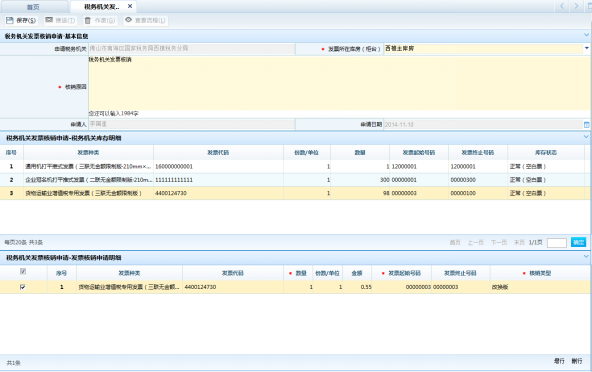 首页 税务机关发... ×
保存(S) 推送(T) 作废(G) 查看流程(L)
税务机关发票核销申请-基本信息
申请税务机关 佛山市南海区国家税务局西樵税务分局 * 发票所在库房（柜台） 西樵主库房
* 核销原因 税务机关发票核销
您还可以输入1984字
申请人 申请日期 2014-11-10
税务机关发票核销申请-税务机关库存明细
序号 发票种类 发票代码 份数/单位 数量 发票起始号码 发票终止号码 库存状态
1 通用机打平推式发票（三联无金额限制版-210mm×... 160000000001 1 1 12000001 12000001 正常（空白票）
2 企业冠名机打平推式发票（二联无金额限制版-210m... 111111111111 1 300 00000001 00000300 正常（空白票）
3 货物运输业增值税专用发票（三联无金额限制版） 4400124730 1 98 00000003 00000100 正常（空白票）
每页20条 共3条 首页 上一页 下一页 末页 1/1页 确定
税务机关发票核销申请-发票核销申请明细
序号 发票种类 发票代码 * 数量 份数/单位 金额 * 发票起始号码 发票终止号码 * 核销类型
1 货物运输业增值税专用发票（三联无金额... 4400124730 1 1 0.55 00000003 00000003 改换版
共1条 增行 删行